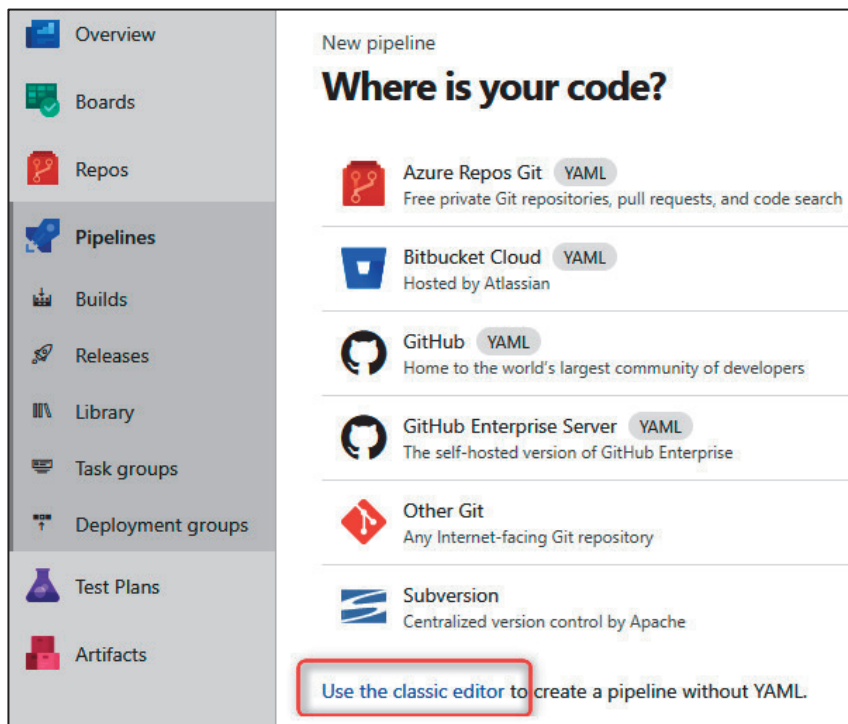 Overview
Boards
Repos
Pipelines
Builds
Releases
Library
Task groups
Deployment groups
Test Plans
Artifacts
New pipeline
Where is your code?
Azure Repos Git YAML
Free private Git repositories, pull requests, and code search
Bitbucket Cloud YAML
Hosted by Atlassian
GitHub YAML
Home to the world's largest community of developers
GitHub Enterprise Server YAML
The self-hosted version of GitHub Enterprise
Other Git
Any Internet-facing Git repository
Subversion
Centralized version control by Apache
Use the classic editor to create a pipeline without YAML.